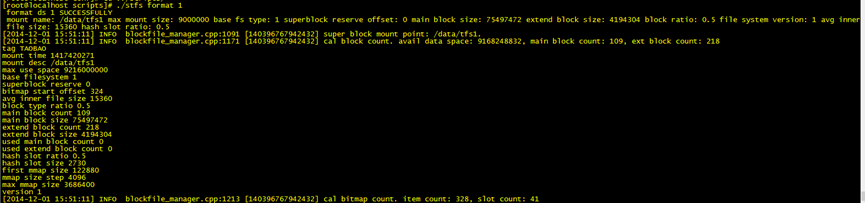 [root@localhost scripts]# ./stfs format 1
format ds 1 SUCCESSFULLY
mount name: /data/tfs1 max mount size: 9000000 base fs type: 1 superblock reserve offset: 0 main block size: 75497472 extend block size: 4194304 block ratio: 0.5 file system version: 1 avg inner
file size: 15360 hash slot ratio: 0.5
[2014-12-01 15:51:11] INFO blockfile_manager.cpp:1091 [140396767942432] super block mount point: /data/tfs1.
[2014-12-01 15:51:11] INFO blockfile_manager.cpp:1171 [140396767942432] cal block count. avail data space: 9168248832, main block count: 109, ext block count: 218
tag TAOBAO
mount time 1417420271
mount desc /data/tfs1
max use space 9216000000
base filesystem 1
superblock reserve 0
bitmap start offset 324
avg inner file size 15360
block type ratio 0.5
main block count 109
main block size 75497472
extend block count 218
extend block size 4194304
used main block count 0
used extend block count 0
hash slot ratio 0.5
hash slot size 2730
first mmap size 122880
mmap size step 4096
max mmap size 3686400
version 1
[2014-12-01 15:51:11] INFO blockfile_manager.cpp:1213 [140396767942432] cal bitmap count. item count: 328, slot count: 41